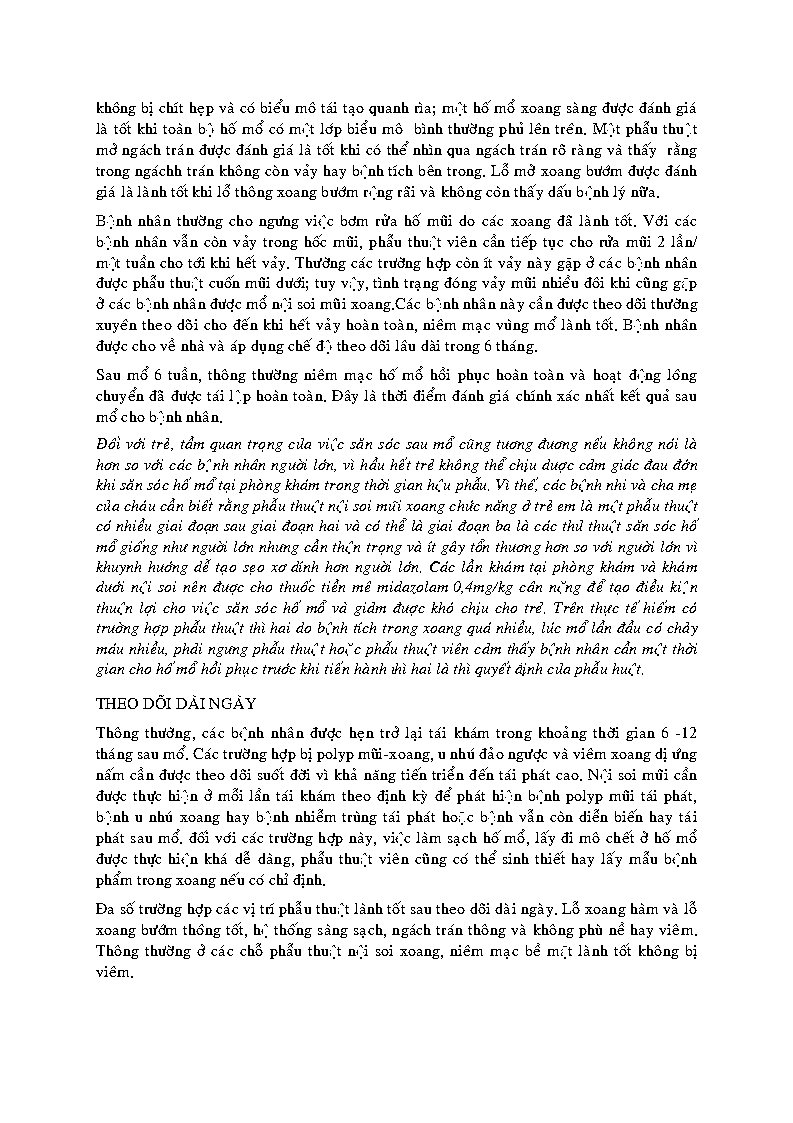 không bị chít hẹp và có biểu mô tái tạo quanh rìa; một hố mổ xoang sàng được đánh giá
là tốt khi toàn bộ hố mổ có một lớp biểu mô bình thường phủ lên trên. Một phẫu thuật
mở ngách trán được đánh giá là tốt khi có thể nhìn qua ngách trán rõ ràng và thấy rằng
trong ngáchh trán không còn vảy hay bệnh tích bên trong. Lỗ mở xoang bướm được đánh
giá là lành tốt khi lổ thông xoang bướm rộng rãi và không còn thấy dấu bệnh lý nữa.
Bệnh nhân thường cho ngưng việc bơm rửa hố mũi do các xoang đã lành tốt. Với các
bệnh nhân vẫn còn vảy trong hốc mũi, phẫu thuật viên cần tiếp tục cho rửa mũi 2 lần/
một tuần cho tới khi hết vảy. Thường các trường hợp còn ít vảy này gặp ở các bệnh nhân
được phẫu thuật cuốn mũi dưới; tuy vậy, tình trạng đóng vảy mũi nhiều đôi khi cũng gặp
ở các bệnh nhân được mổ nội soi mũi xoang.Các bệnh nhân này cần được theo dõi thường
xuyên theo dõi cho đến khi hết vảy hoàn toàn, niêm mạc vùng mổ lành tốt. Bệnh nhân
được cho về nhà và áp dụng chế độ theo dõi lâu dài trong 6 tháng.
Sau mổ 6 tuần, thông thường niêm mạc hố mổ hồi phục hoàn toàn và hoạt động lông
chuyển đã được tái lập hoàn toàn. Đây là thời điểm đánh giá chính xác nhất kết quả sau
mổ cho bệnh nhân.
Đối với trẻ, tầm quan trọng của việc săn sóc sau mổ cũng tương đương nếu không nói là
hơn so với các bệnh nhân người lớn, vì hầu hết trẻ không thể chịu dược cảm giác đau đớn
khi săn sóc hố mổ tại phòng khám trong thời gian hậu phẫu. Vì thế, các bệnh nhi và cha mẹ
của cháu cần biết rằng phẫu thuật nội soi mũi xoang chức năng ở trẻ em là một phẫu thuật
có nhiều giai đoạn sau giai đoạn hai và có thể là giai đoạn ba là các thủ thuật săn sóc hố
mổ giống như người lớn nhưng cần thận trọng và ít gây tổn thương hơn so với người lớn vì
khuynh hướng dễ tạo sẹo xơ dính hơn người lớn. Các lần khám tại phòng khám và khám
dưới nội soi nên được cho thuốc tiền mê midazolam 0,4mg/kg cân nặng để tạo điều kiện
thuận lợi cho việc săn sóc hố mổ và giảm được khó chịu cho trẻ. Trên thực tế hiếm có
trường hợp phẫu thuật thì hai do bệnh tích trong xoang quá nhiều, lúc mổ lần đầu có chảy
máu nhiều, phải ngưng phẫu thuật hoặc phẫu thuật viên cảm thấy bệnh nhân cần một thời
gian cho hố mổ hồi phục trước khi tiến hành thì hai là thì quyết định của phẫu huật.
THEO DÕI DÀI NGÀY
Thông thường, các bệnh nhân được hẹn trở lại tái khám trong khoảng thời gian 6 -12
tháng sau mổ. Các trường hợp bị polyp mũi-xoang, u nhú đảo ngược và viêm xoang dị ứng
nấm cần được theo dõi suốt đời vì khả năng tiến triển đến tái phát cao. Nội soi mũi cần
được thực hiện ở mỗi lần tái khám theo định kỳ để phát hiện bệnh polyp mũi tái phát,
bệnh u nhú xoang hay bệnh nhiễm trùng tái phát hoặc bệnh vẫn còn diễn biến hay tái
phát sau mổ. đối với các trường hợp này, việc làm sạch hố mổ, lấy đi mô chết ở hố mổ
được thực hiện khá dễ dàng, phẫu thuật viên cũng có thể sinh thiết hay lấy mẫu bệnh
phẩm trong xoang nếu có chỉ định.
Đa số trường hợp các vị trí phẫu thuật lành tốt sau theo dõi dài ngày. Lỗ xoang hàm và lỗ
xoang bướm thông tốt, hệ thống sàng sạch, ngách trán thông và không phù nề hay viêm.
Thông thường ở các chỗ phẫu thuật nội soi xoang, niêm mạc bề mặt lành tốt không bị
viêm.